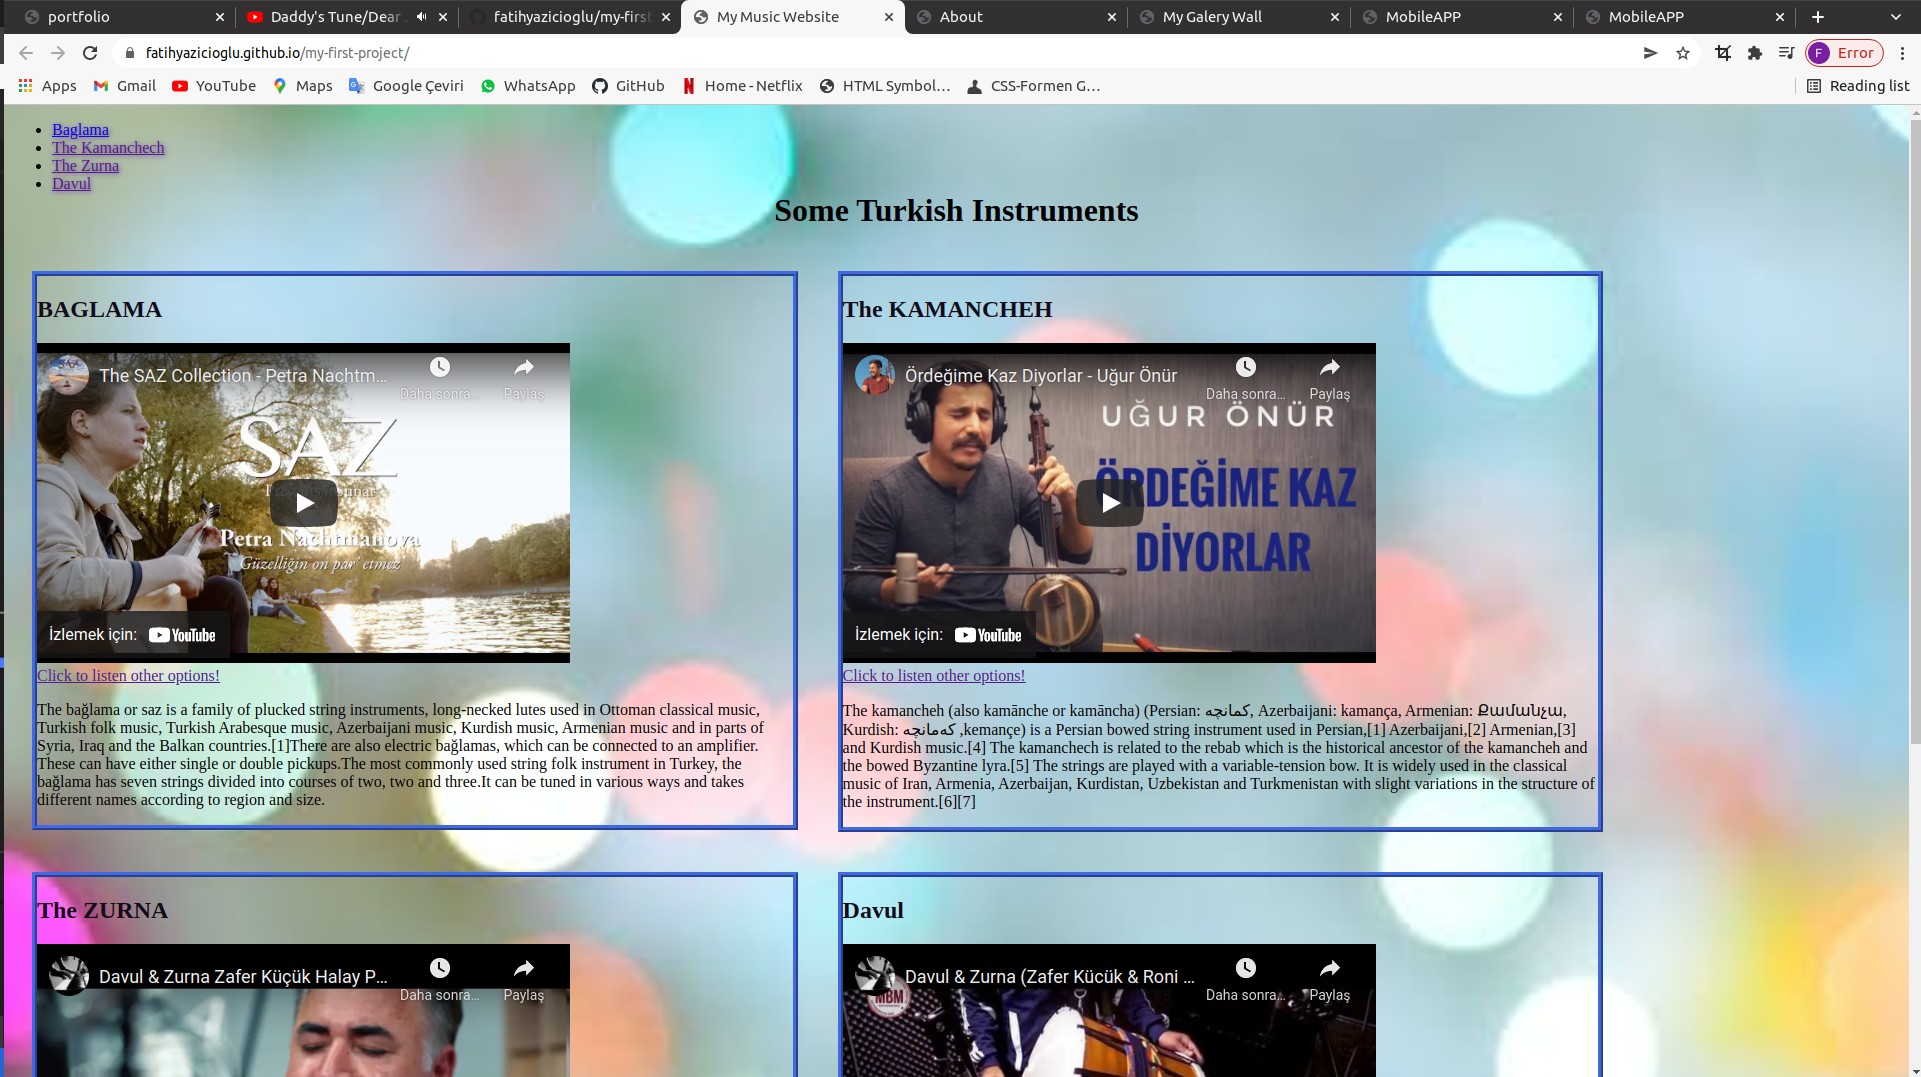 portfolio
Daddy's Tune/Dear
fatihyazicioglu/my-first
My Music Website
About
My Galery Wall
MobileAPP
MobileAPP
fatihyazicioglu.github.io/my-first-project/
F Error
Apps
Gmail
YouTube
Maps
Google Çeviri
WhatsApp
GitHub
Home - Netflix
HTML Symbol…
CSS-Formen G…
Reading list
Baglama
The Kamanchech
The Zurna
Davul
Some Turkish Instruments
BAGLAMA
The SAZ Collection - Petra Nachtm…
Daha sonra…
Paylaş
SAZ
Petra Nachtmanova
Güzelliğin on par' etmez
İzlemek için: YouTube
Click to listen other options!
The bağlama or saz is a family of plucked string instruments, long-necked lutes used in Ottoman classical music,
Turkish folk music, Turkish Arabesque music, Azerbaijani music, Kurdish music, Armenian music and in parts of
Syria, Iraq and the Balkan countries.[1]There are also electric bağlamas, which can be connected to an amplifier.
These can have either single or double pickups.The most commonly used string folk instrument in Turkey, the
bağlama has seven strings divided into courses of two, two and three.It can be tuned in various ways and takes
different names according to region and size.
The KAMANCHEH
Ördeğime Kaz Diyorlar - Uğur Önür
Daha sonra…
Paylaş
UĞUR ÖNÜR
ÖRDEĞİME KAZ
DİYORLAR
İzlemek için: YouTube
Click to listen other options!
The kamancheh (also kamānche or kamāncha) (Persian: کمانچه, Azerbaijani: kamança, Armenian: Քամանչա,
Kurdish: کەمانچە ,kemançe) is a Persian bowed string instrument used in Persian,[1] Azerbaijani,[2] Armenian,[3]
and Kurdish music.[4] The kamanchech is related to the rebab which is the historical ancestor of the kamancheh and
the bowed Byzantine lyra.[5] The strings are played with a variable-tension bow. It is widely used in the classical
music of Iran, Armenia, Azerbaijan, Kurdistan, Uzbekistan and Turkmenistan with slight variations in the structure of
the instrument.[6][7]
The ZURNA
Davul & Zurna Zafer Küçük Halay P…
Daha sonra…
Paylaş
Davul
Davul & Zurna (Zafer Kücük & Roni …
Daha sonra…
Paylaş
MBM